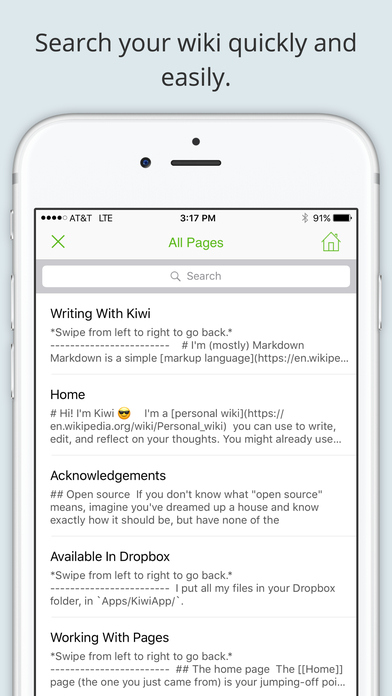 Search your wiki quickly and
easily.
AT&T LTE 3:17 PM 91%
All Pages
Search
Writing With Kiwi
*Swipe from left to right to go back.*
------------------------ # I'm (mostly) Markdown
Markdown is a simple [markup language](https://en.wikipe...
Home
# Hi! I'm Kiwi 😎 I'm a [personal wiki](https://
en.wikipedia.org/wiki/Personal_wiki) you can use to write,
edit, and reflect on your thoughts. You might already use...
Acknowledgements
## Open source If you don't know what "open source"
means, imagine you've dreamed up a house and know
exactly how it should be, but have none of the
Available In Dropbox
*Swipe from left to right to go back.*
------------------------ I put all my files in your Dropbox
folder, in `Apps/KiwiApp/`.
Working With Pages
*Swipe from left to right to go back.*
------------------------ ## The home page The [[Home]]
page (the one you just came from) is your jumping-off poi...